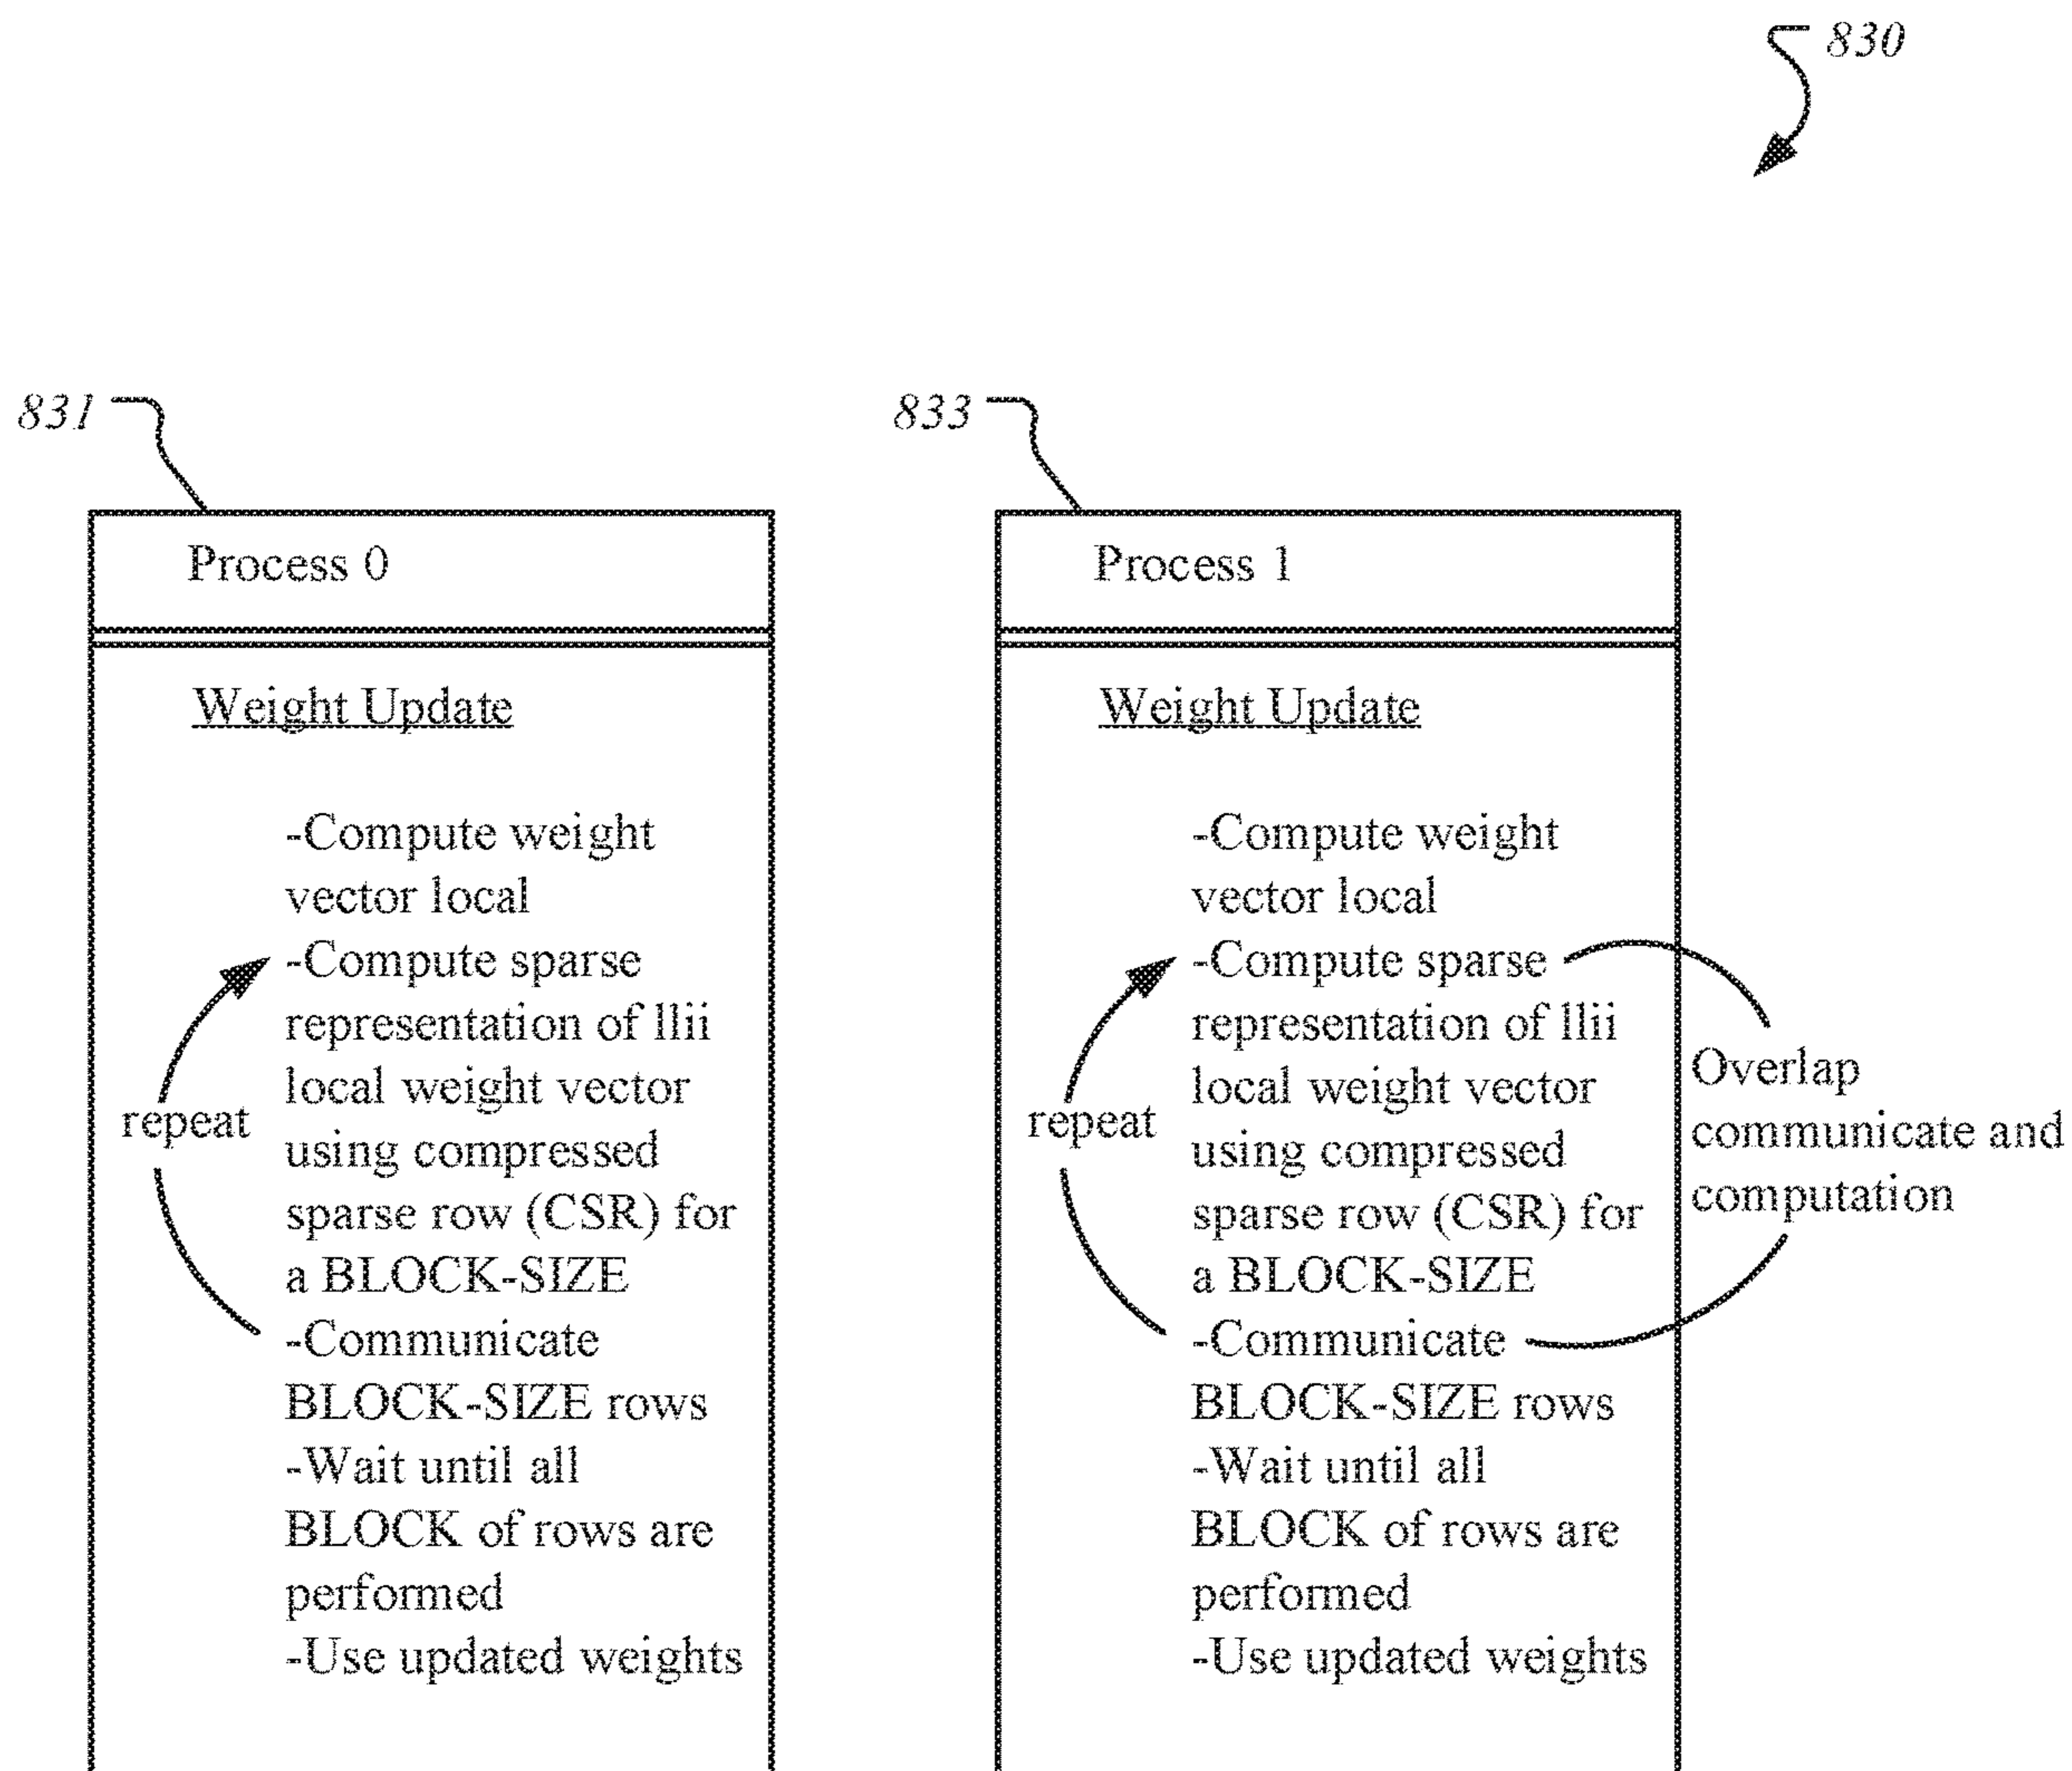 830
831
833
Process 0
Weight Update
-Compute weight
vector local
-Compute sparse
representation of llii
local weight vector
using compressed
sparse row (CSR) for
a BLOCK-SIZE
-Communicate
BLOCK-SIZE rows
-Wait until all
BLOCK of rows are
performed
-Use updated weights
repeat
Process 1
Weight Update
-Compute weight
vector local
-Compute sparse
representation of llii
local weight vector
using compressed
sparse row (CSR) for
a BLOCK-SIZE
-Communicate
BLOCK-SIZE rows
-Wait until all
BLOCK of rows are
performed
-Use updated weights
repeat
Overlap
communicate and
computation